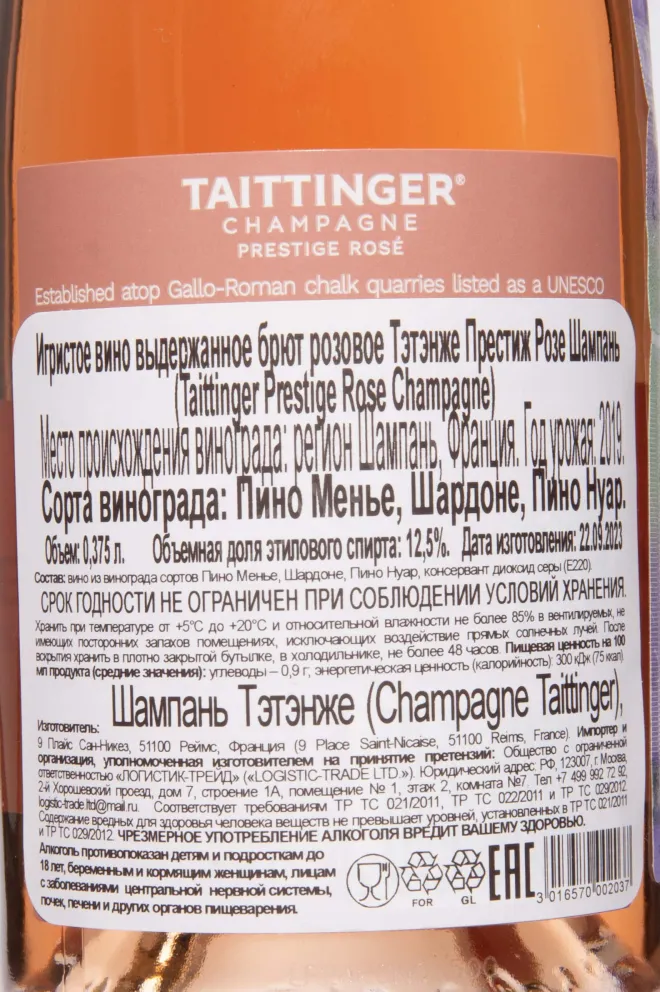 TAITTINGER®
CHAMPAGNE
PRESTIGE ROSÉ
Established atop Gallo-Roman chalk quarries listed as a UNESCO
Игристое вино выдержанное брют розовое Тэтэнже Престиж Розе Шампань
(Taittinger Prestige Rose Champagne)
Место происхождения винограда: регион Шампань, Франция. Год урожая: 2019.
Сорта винограда: Пино Менье, Шардоне, Пино Нуар.
Объем: 0,375 л. Объемная доля этилового спирта: 12,5%. Дата изготовления: 22.09.2023
Состав: вино из винограда сортов Пино Менье, Шардоне, Пино Нуар, консервант диоксид серы (Е220).
СРОК ГОДНОСТИ НЕ ОГРАНИЧЕН ПРИ СОБЛЮДЕНИИ УСЛОВИЙ ХРАНЕНИЯ.
Хранить при температуре от +5°С до +20°С и относительной влажности не более 85% в вентилируемых, не
имеющих посторонних запахов помещениях, исключающих воздействие прямых солнечных лучей. После
вскрытия хранить в плотно закрытой бутылке, в холодильнике, не более 48 часов. Пищевая ценность на 100
мл продукта (средние значения): углеводы – 0,9 г, энергетическая ценность (калорийность): 300 кДж (75 ккал).
Изготовитель: Шампань Тэтэнже (Champagne Taittinger),
9 Плайс Сан-Никез, 51100 Реймс, Франция (9 Place Saint-Nicaise, 51100 Reims, France). Импортер и
организация, уполномоченная изготовителем на принятие претензий: Общество с ограниченной
ответственностью «ЛОГИСТИК-ТРЕЙД» («LOGISTIC-TRADE LTD.»). Юридический адрес: РФ, 123007, г. Москва,
2-й Хорошевский проезд, дом 7, строение 1А, помещение № 1, этаж 2, комната №7. Тел +7 499 992 72 92,
logistic-trade.ltd@mail.ru. Соответствует требованиям ТР ТС 021/2011, ТР ТС 022/2011 и ТР ТС 029/2012.
Содержание вредных для здоровья человека веществ не превышает уровней, установленных в ТР ТС 021/2011
и ТР ТС 029/2012. ЧРЕЗМЕРНОЕ УПОТРЕБЛЕНИЕ АЛКОГОЛЯ ВРЕДИТ ВАШЕМУ ЗДОРОВЬЮ.
Алкоголь противопоказан детям и подросткам до
18 лет, беременным и кормящим женщинам, лицам
с заболеваниями центральной нервной системы,
почек, печени и других органов пищеварения.
FOR GL
EAC
3 016570 002037